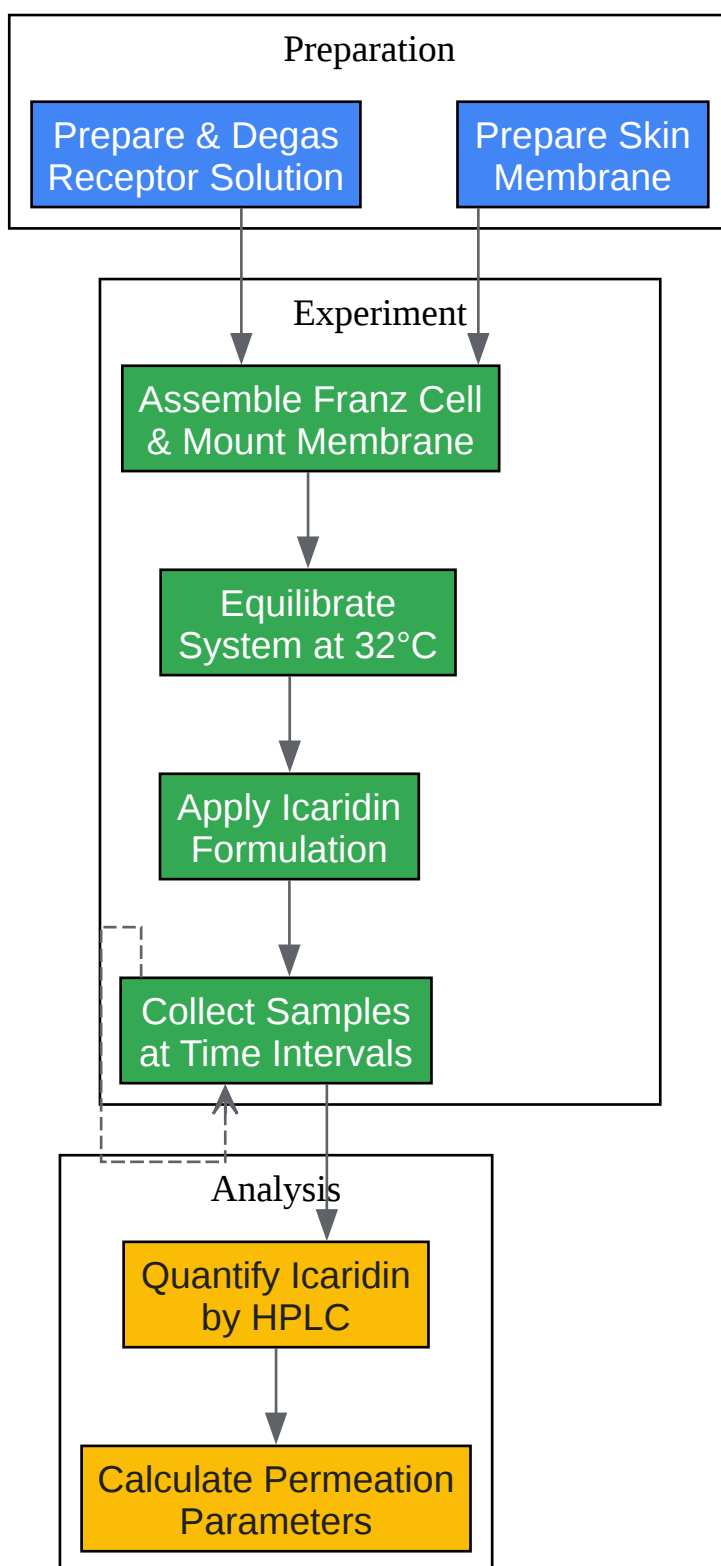 Preparation
Prepare & Degas
Receptor Solution
Prepare Skin
Membrane
Experiment
Assemble Franz Cell
& Mount Membrane
Equilibrate
System at 32°C
Apply Icaridin
Formulation
Collect Samples
at Time Intervals
Analysis
Quantify Icaridin
by HPLC
Calculate Permeation
Parameters